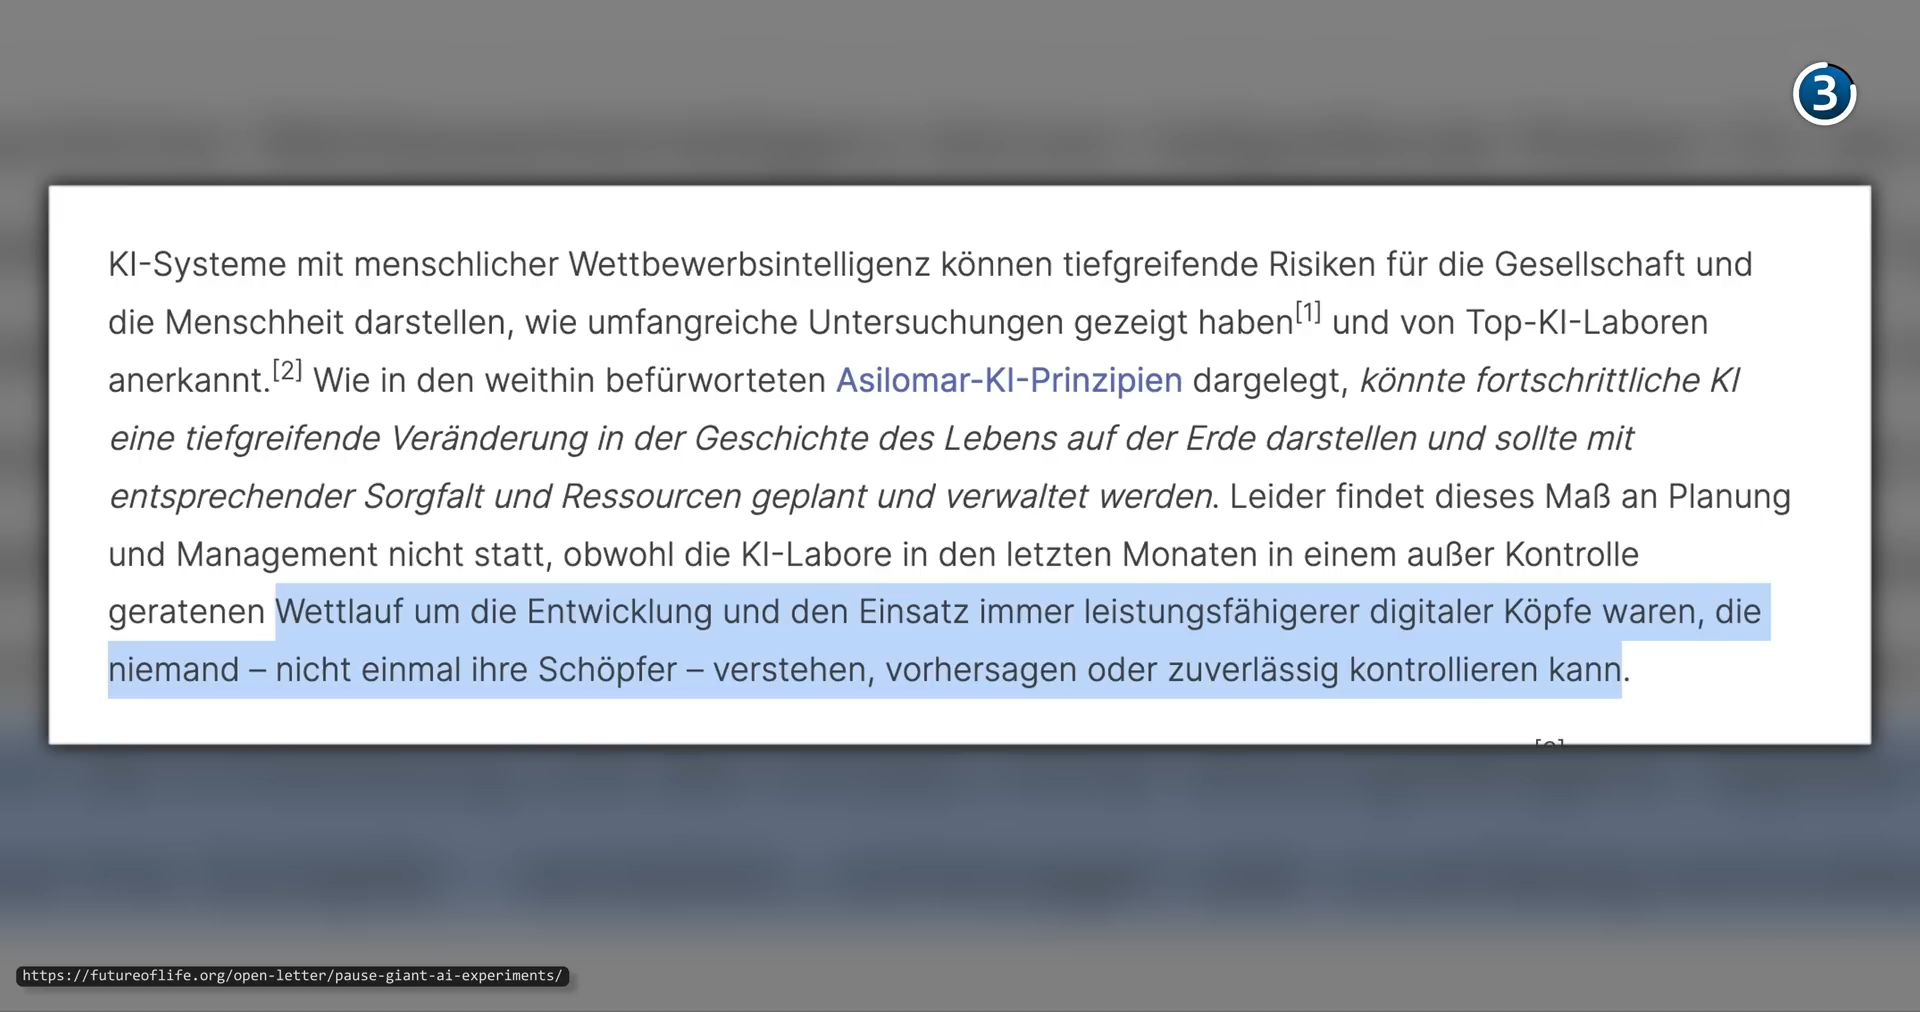 3
KI-Systeme mit menschlicher Wettbewerbsintelligenz können tiefgreifende Risiken für die Gesellschaft und
die Menschheit darstellen, wie umfangreiche Untersuchungen gezeigt haben[1] und von Top-KI-Laboren
anerkannt.[2] Wie in den weithin befürworteten Asilomar-KI-Prinzipien dargelegt, könnte fortschrittliche KI
eine tiefgreifende Veränderung in der Geschichte des Lebens auf der Erde darstellen und sollte mit
entsprechender Sorgfalt und Ressourcen geplant und verwaltet werden. Leider findet dieses Maß an Planung
und Management nicht statt, obwohl die KI-Labore in den letzten Monaten in einem außer Kontrolle
geratenen Wettlauf um die Entwicklung und den Einsatz immer leistungsfähigerer digitaler Köpfe waren, die
niemand – nicht einmal ihre Schöpfer – verstehen, vorhersagen oder zuverlässig kontrollieren kann.
https://futureoflife.org/open-letter/pause-giant-ai-experiments/